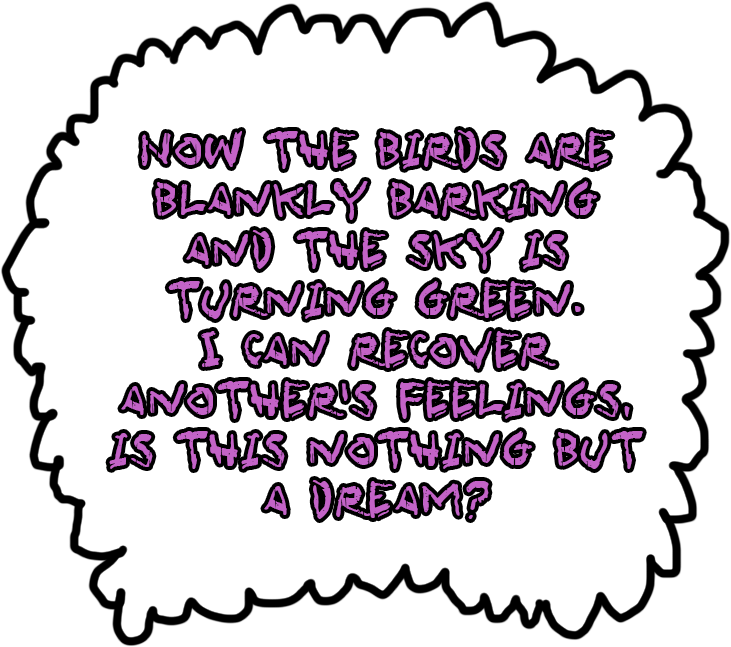 NOW THE BIRDS ARE
BLANKLY BARKING
AND THE SKY IS
TURNING GREEN.
I CAN RECOVER
ANOTHER'S FEELINGS.
IS THIS NOTHING BUT
A DREAM?